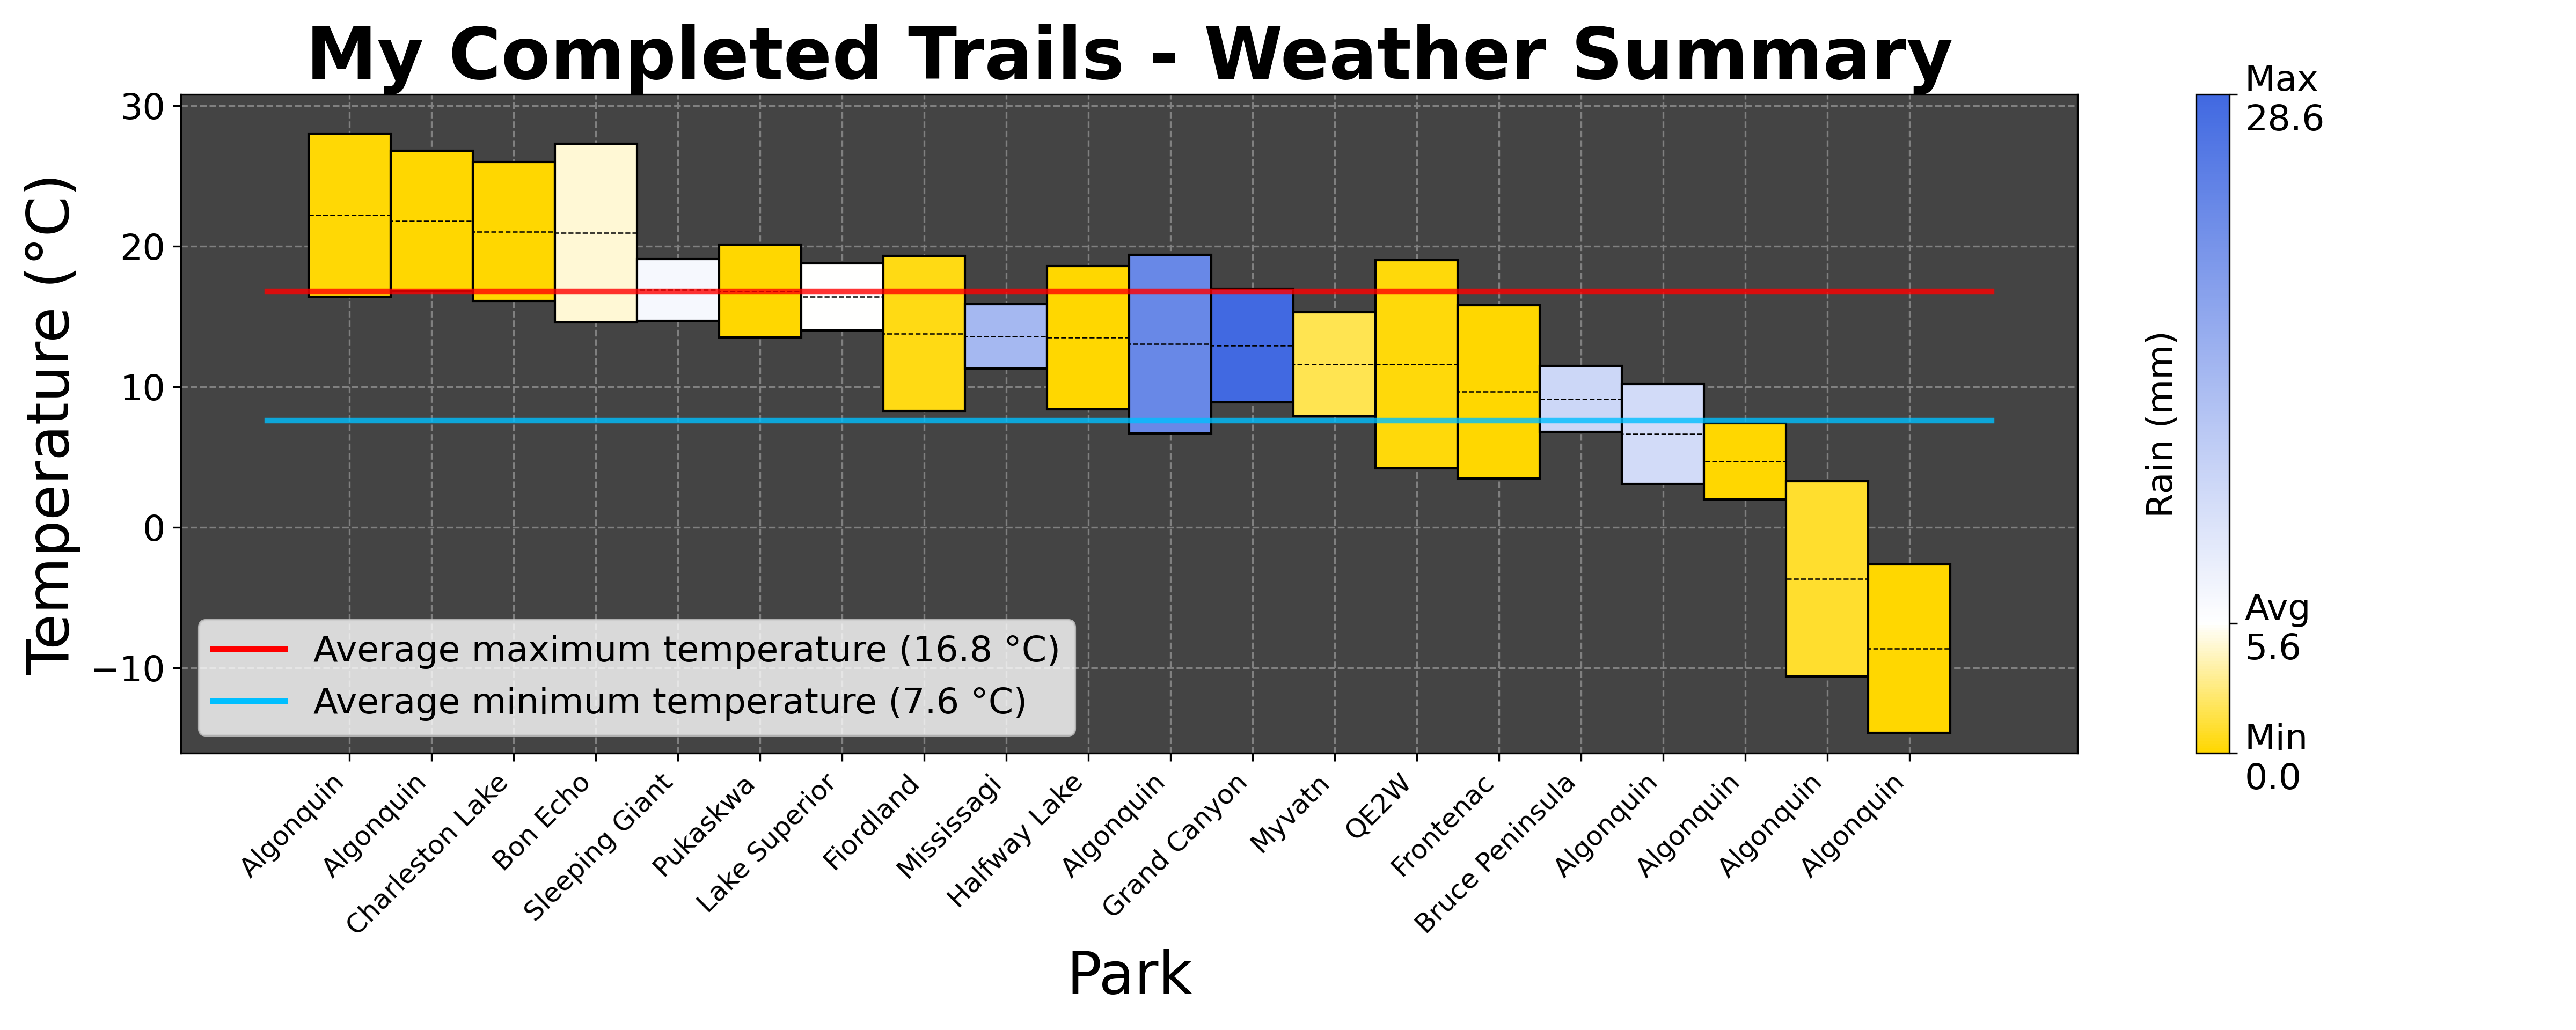 My Completed Trails - Weather Summary
Temperature (°C)
30
20
10
0
−10
Average maximum temperature (16.8 °C)
Average minimum temperature (7.6 °C)
Algonquin
Algonquin
Charleston Lake
Bon Echo
Sleeping Giant
Pukaskwa
Lake Superior
Fiordland
Mississagi
Halfway Lake
Algonquin
Grand Canyon
Myvatn
QE2W
Frontenac
Bruce Peninsula
Algonquin
Algonquin
Algonquin
Algonquin
Park
Rain (mm)
Max
28.6
Avg
5.6
Min
0.0